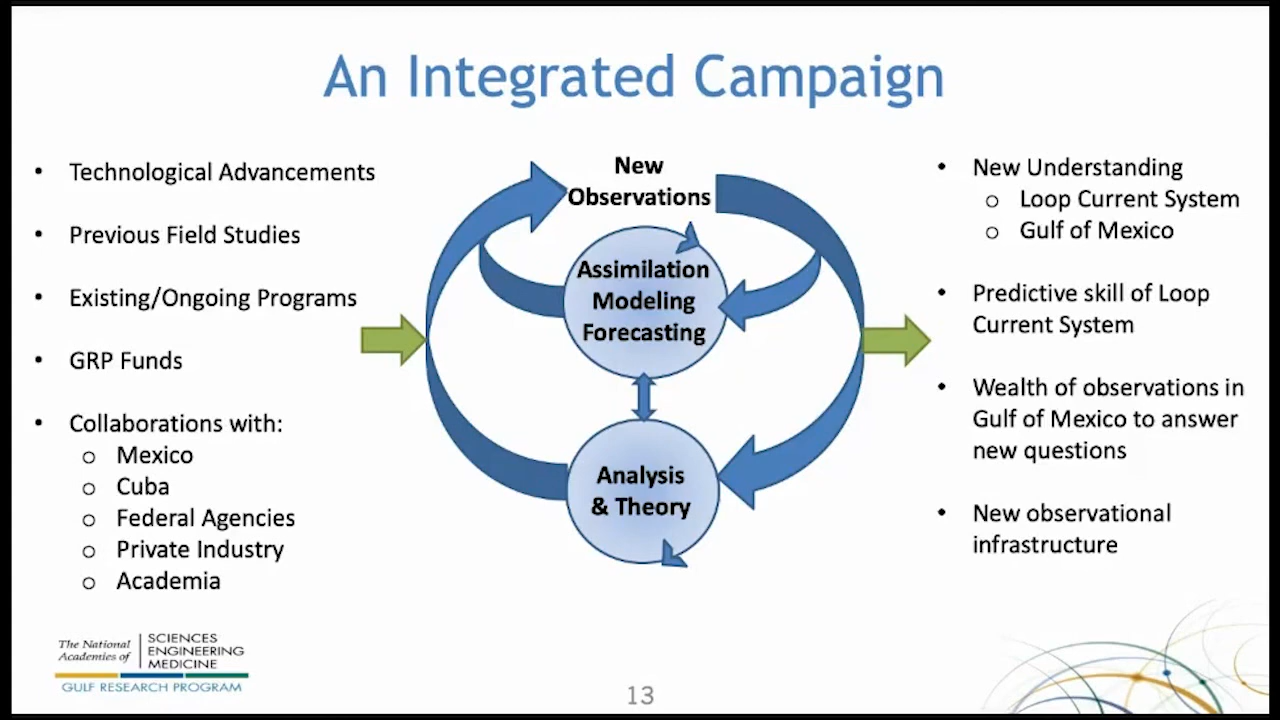 An Integrated Campaign
• Technological Advancements
• Previous Field Studies
• Existing/Ongoing Programs
• GRP Funds
• Collaborations with:
o Mexico
o Cuba
o Federal Agencies
o Private Industry
o Academia
New
Observations
Assimilation
Modeling
Forecasting
Analysis
& Theory
• New Understanding
o Loop Current System
o Gulf of Mexico
• Predictive skill of Loop
Current System
• Wealth of observations in
Gulf of Mexico to answer
new questions
• New observational
infrastructure
The National
Academies of
SCIENCES
ENGINEERING
MEDICINE
GULF RESEARCH PROGRAM
13